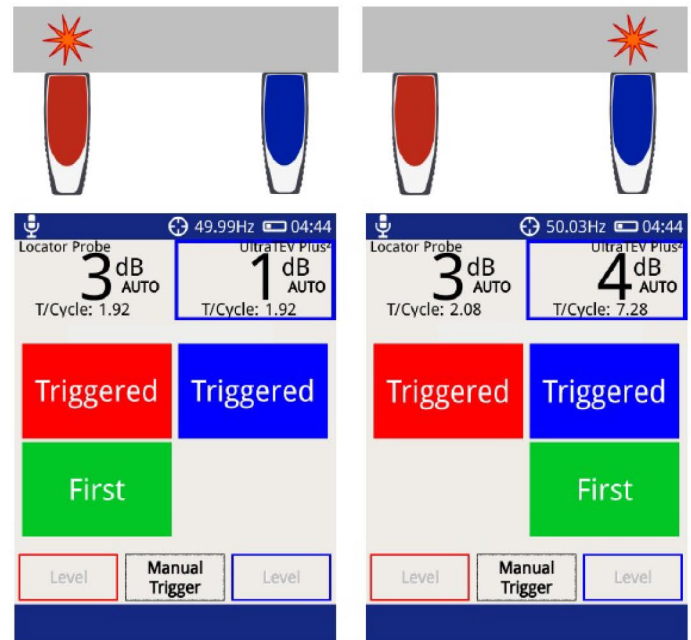 49.99Hz 04:44
Locator Probe UltraTEV Plus²
3 dB AUTO 1 dB AUTO
T/Cycle: 1.92 T/Cycle: 1.92
Triggered Triggered
First
Level Manual Trigger Level
50.03Hz 04:44
Locator Probe UltraTEV Plus²
3 dB AUTO 4 dB AUTO
T/Cycle: 2.08 T/Cycle: 7.28
Triggered Triggered
First
Level Manual Trigger Level